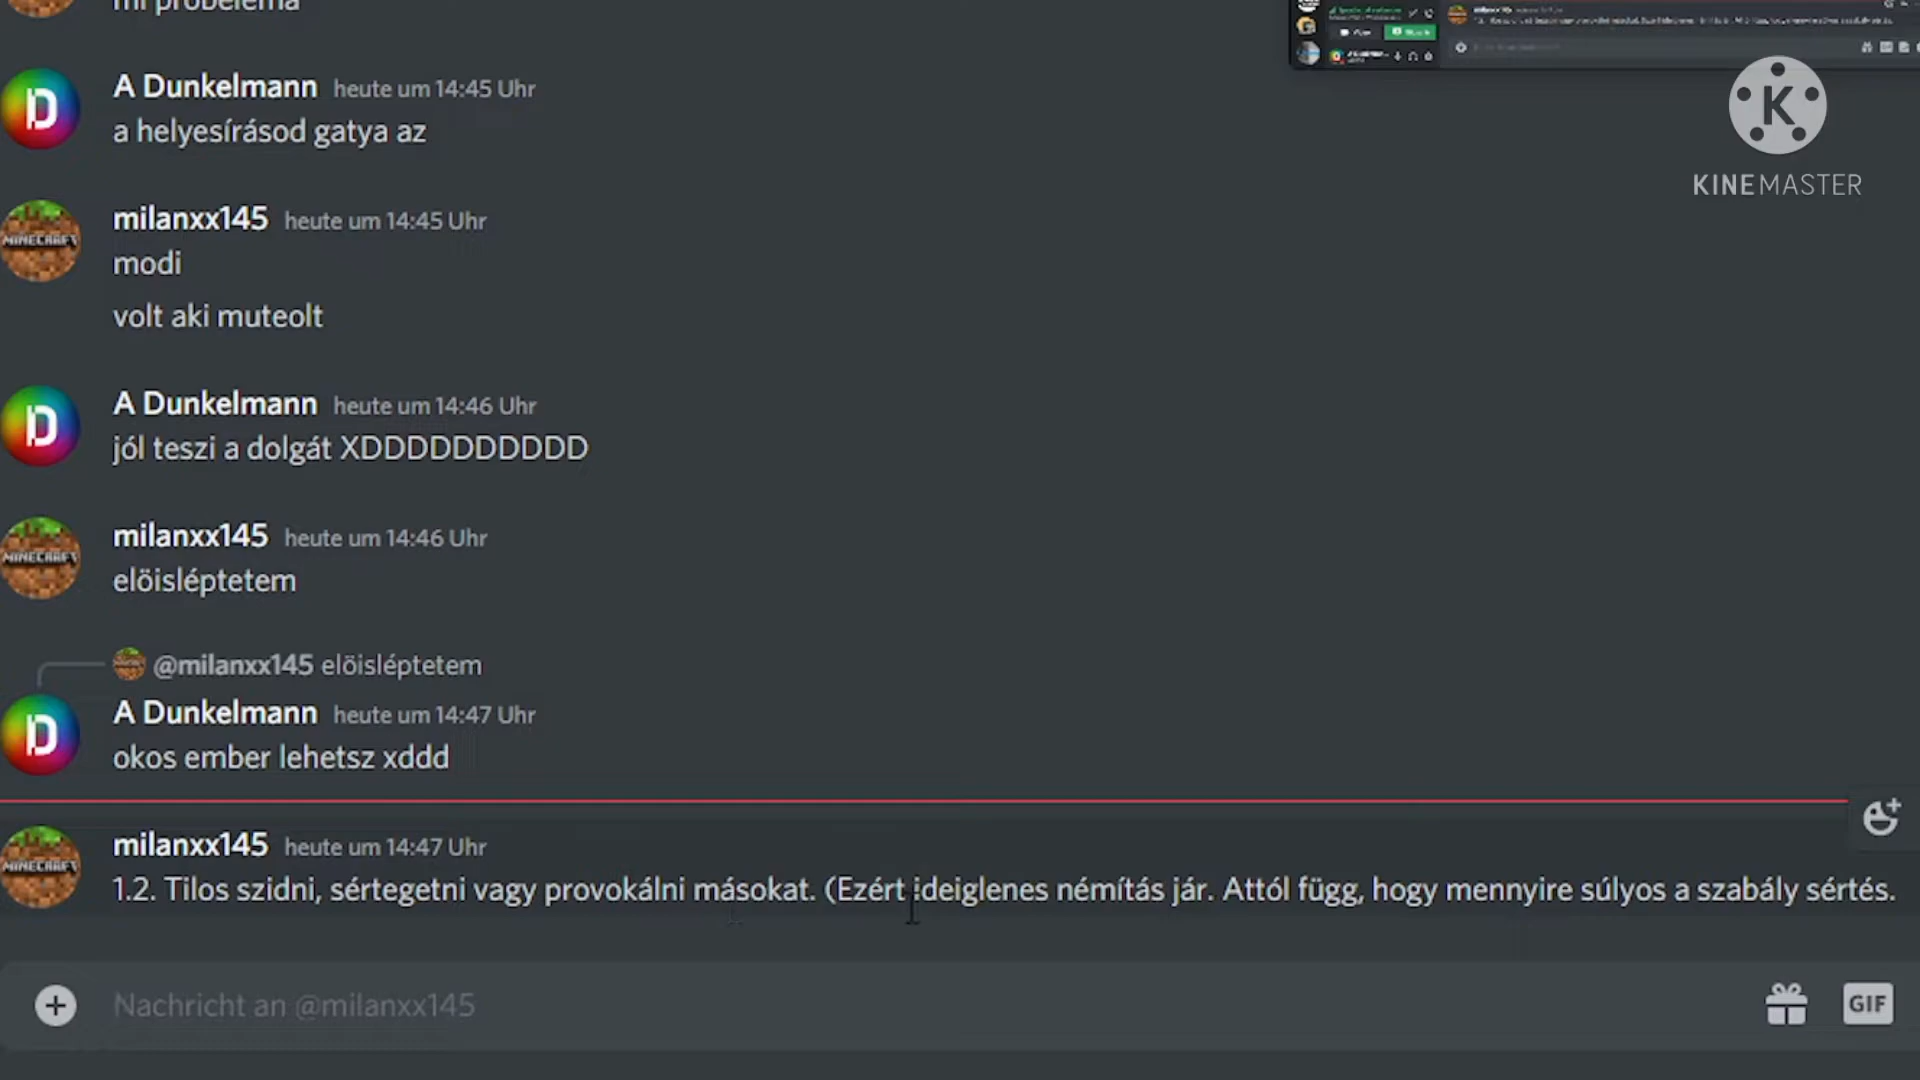 mi probelema
A Dunkelmann heute um 14:45 Uhr
a helyesírásod gatya az
milanxx145 heute um 14:45 Uhr
modi
volt aki muteolt
A Dunkelmann heute um 14:46 Uhr
jól teszi a dolgát XDDDDDDDDDD
milanxx145 heute um 14:46 Uhr
elöisléptetem
@milanxx145 elöisléptetem
A Dunkelmann heute um 14:47 Uhr
okos ember lehetsz xddd
milanxx145 heute um 14:47 Uhr
1.2. Tilos szidni, sértegetni vagy provokálni másokat. (Ezért ideiglenes némítás jár. Attól függ, hogy mennyire súlyos a szabály sértés.
Nachricht an @milanxx145
GIF
K
KINEMASTER
D
MINECRAFT
MINECRAFT
D
MINECRAFT
D
MINECRAFT